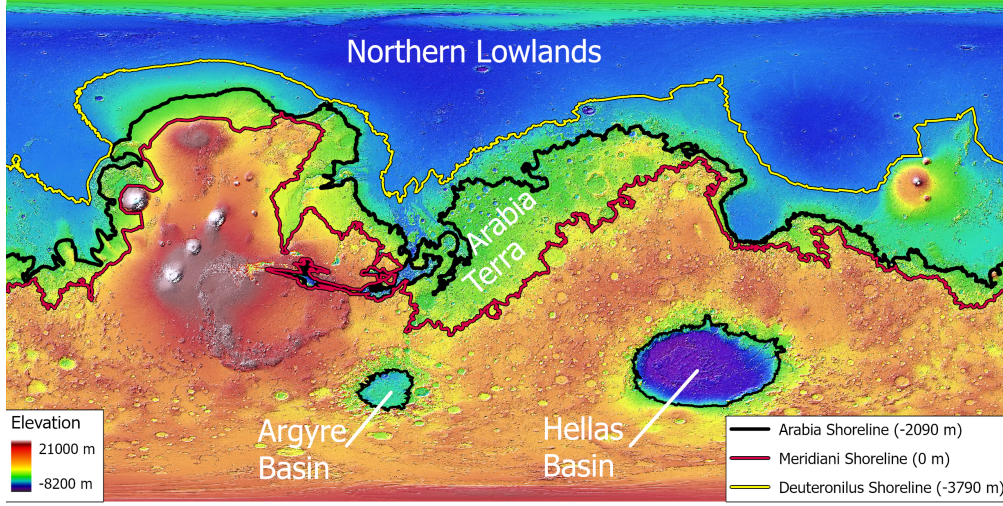 Northern Lowlands
Arabia
Terra
Argyre
Basin
Hellas
Basin
Elevation
21000 m
-8200 m
Arabia Shoreline (-2090 m)
Meridiani Shoreline (0 m)
Deuteronilus Shoreline (-3790 m)